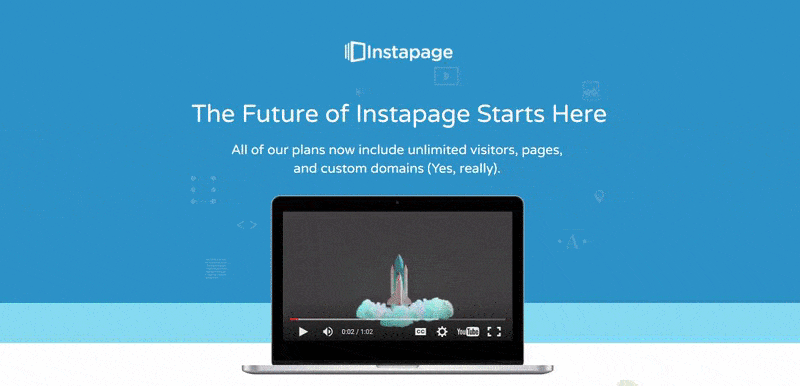 Instapage
The Future of Instapage Starts Here
All of our plans now include unlimited visitors, pages,
and custom domains (Yes, really).
A
0:02 / 1:02
CC
YouTube